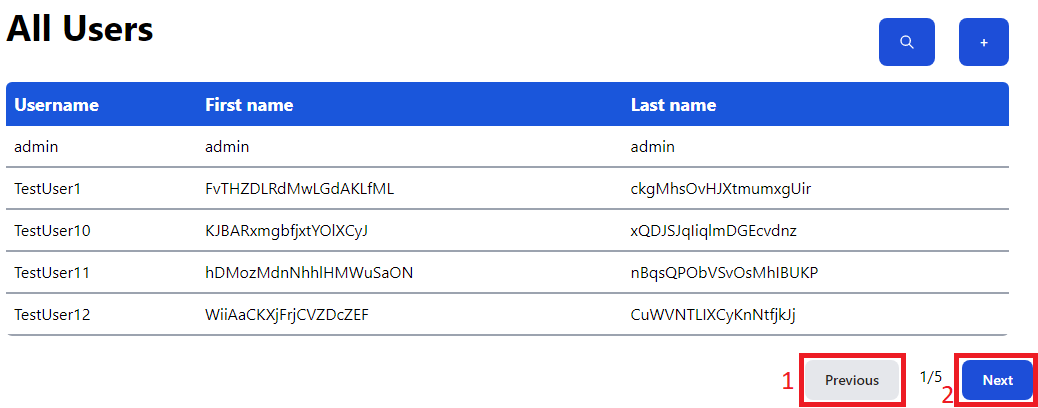 All Users
+
Username First name Last name
admin admin admin
TestUser1 FvTHZDLRdMwLGdAKLfML ckgMhsOvHJXtmumxgUir
TestUser10 KJBARxmgbfjxtYOlXCyJ xQDJSJqIiqlmDGEcvdnz
TestUser11 hDMozMdnNhhlHMWuSaON nBqsQPObVSvOsMhIBUKP
TestUser12 WiiAaCKXjFrjCVZDcZEF CuWVNTLIXCyKnNtfjkJj
1 Previous 1/5 2 Next